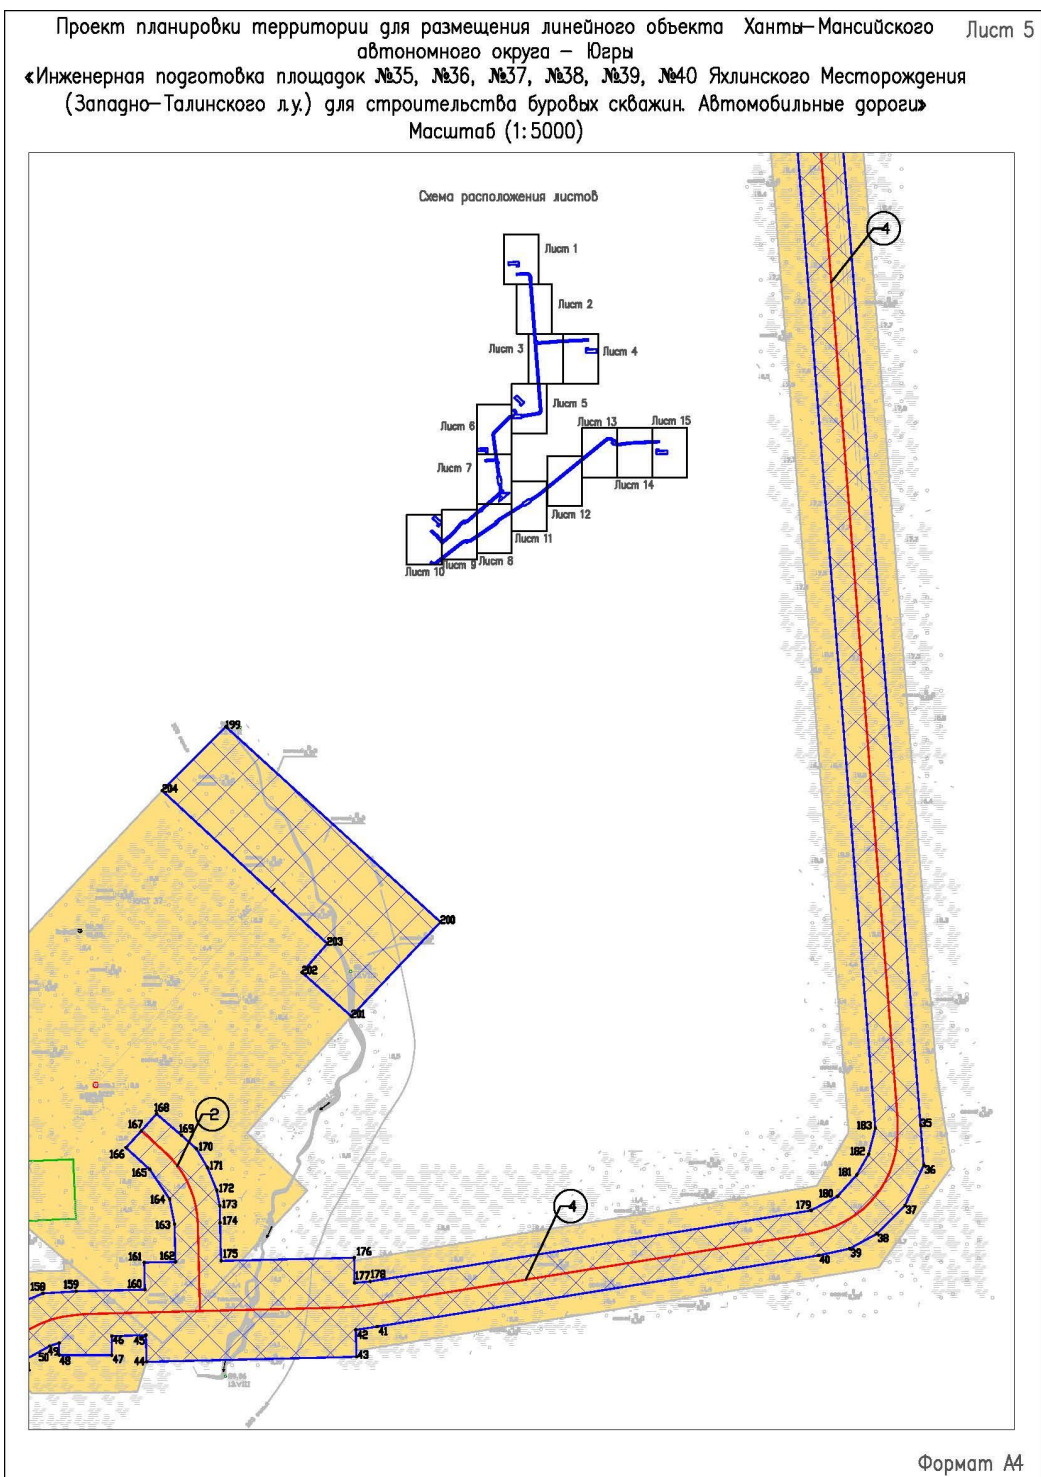 Проект планировки территории для размещения линейного объекта Ханты-Мансийского
Лист 5
автономного округа – Югры
«Инженерная подготовка площадок №35, №36, №37, №38, №39, №40 Яхлинского Месторождения
(Западно-Талинского л.у.) для строительства буровых скважин. Автомобильные дороги»
Масштаб (1:5000)
Схема расположения листов
Лист 1
Лист 2
Лист 3
Лист 4
Лист 5
Лист 6
Лист 7
Лист 13
Лист 15
Лист 14
Лист 12
Лист 11
Лист 8
Лист 9
Лист 10
4
199
204
200
203
202
201
168
2
167
169
166
170
165
171
164
172
173
163
174
161
162
175
176
160
177
178
158
159
183
35
182
36
181
180
179
37
38
39
40
4
41
42
43
46
45
47
44
49
48
50
Формат А4